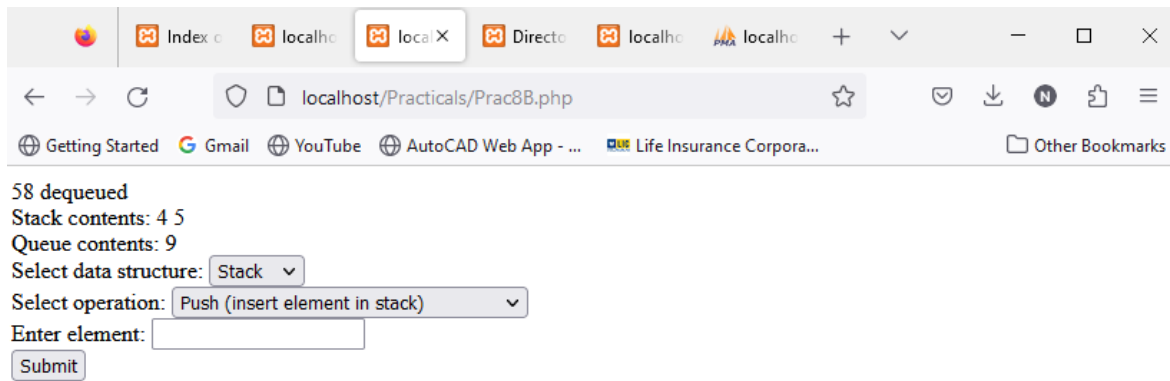 Index o localho local Directo localho PMA localho
localhost/Practicals/Prac8B.php N
Getting Started G Gmail YouTube AutoCAD Web App - ... LIC Life Insurance Corpora... Other Bookmarks
58 dequeued
Stack contents: 4 5
Queue contents: 9
Select data structure: Stack
Select operation: Push (insert element in stack)
Enter element:
Submit